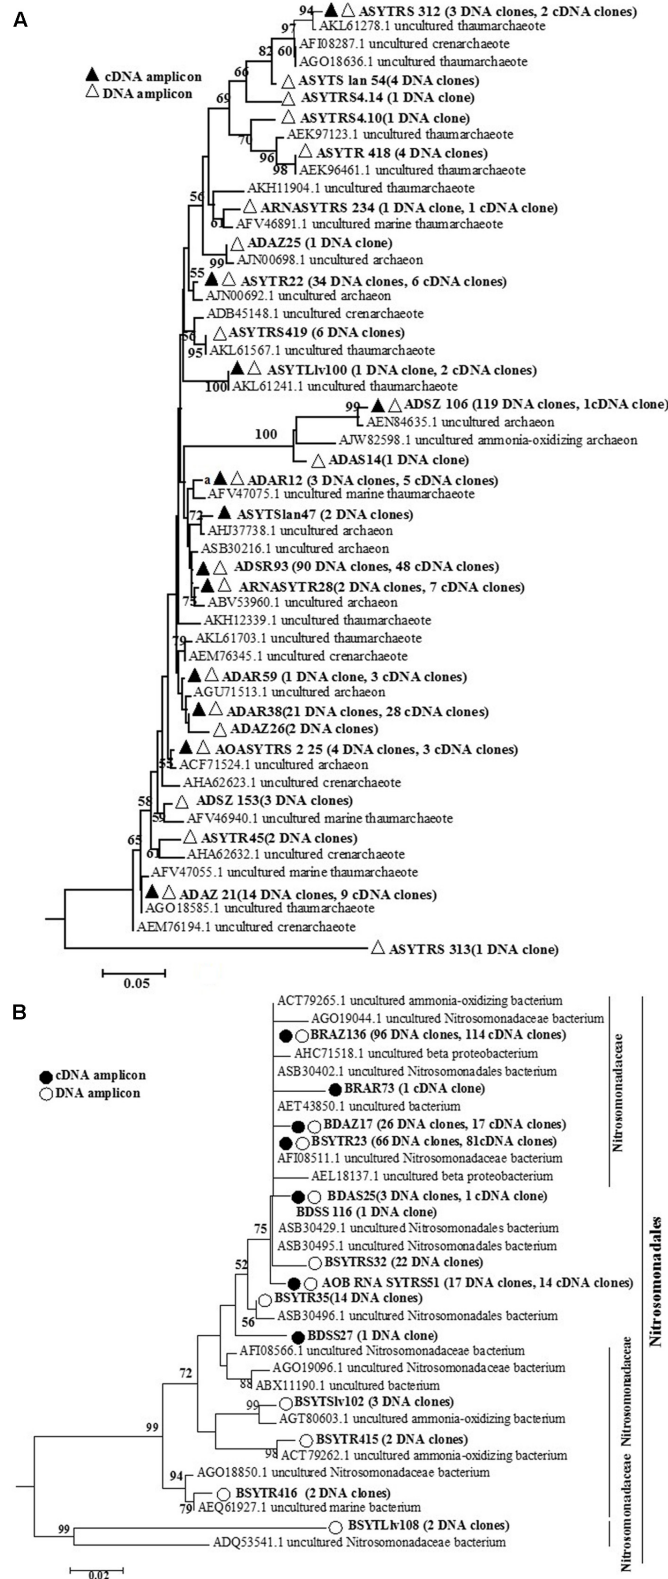 A
94 ASYTRS 312 (3 DNA clones, 2 cDNA clones)
97 AKL61278.1 uncultured thaumarchaeote
AFI08287.1 uncultured crenarchaeote
82 60
AGO18636.1 uncultured thaumarchaeote
cDNA amplicon
66 ASYTS lan 54(4 DNA clones)
DNA amplicon
69 ASYTRS4.14 (1 DNA clone)
ASYTRS4.10(1 DNA clone)
70 AEK97123.1 uncultured thaumarchaeote
96 ASYTR 418 (4 DNA clones)
98 AEK96461.1 uncultured thaumarchaeote
AKH11904.1 uncultured thaumarchaeote
56
ARNASYTRS 234 (1 DNA clone, 1 cDNA clone)
61 AFV46891.1 uncultured marine thaumarchaeote
ADAZ25 (1 DNA clone)
99 AJN00698.1 uncultured archaeon
55 ASYTR22 (34 DNA clones, 6 cDNA clones)
AJN00692.1 uncultured archaeon
ADB45148.1 uncultured crenarchaeote
56 ASYTRS419 (6 DNA clones)
95 AKL61567.1 uncultured thaumarchaeote
ASYTLlv100 (1 DNA clone, 2 cDNA clones)
100 AKL61241.1 uncultured thaumarchaeote
99 ADSZ 106 (119 DNA clones, 1cDNA clone)
AEN84635.1 uncultured archaeon
100
AJW82598.1 uncultured ammonia-oxidizing archaeon
ADAS14(1 DNA clone)
a ADAR12 (3 DNA clones, 5 cDNA clones)
AFV47075.1 uncultured marine thaumarchaeote
72 ASYTSlan47 (2 DNA clones)
AHJ37738.1 uncultured archaeon
ASB30216.1 uncultured archaeon
ADSR93 (90 DNA clones, 48 cDNA clones)
ARNASYTR28(2 DNA clones, 7 cDNA clones)
75 ABV53960.1 uncultured archaeon
AKH12339.1 uncultured thaumarchaeote
79 AKL61703.1 uncultured thaumarchaeote
AEM76345.1 uncultured crenarchaeote
ADAR59 (1 DNA clone, 3 cDNA clones)
AGU71513.1 uncultured archaeon
ADAR38(21 DNA clones, 28 cDNA clones)
ADAZ26(2 DNA clones)
AOASYTRS 2 25 (4 DNA clones, 3 cDNA clones)
55 ACF71524.1 uncultured archaeon
AHA62623.1 uncultured crenarchaeote
58 ADSZ 153(3 DNA clones)
59 AFV46940.1 uncultured marine thaumarchaeote
65 ASYTR45(2 DNA clones)
61 AHA62632.1 uncultured crenarchaeote
AFV47055.1 uncultured marine thaumarchaeote
ADAZ 21(14 DNA clones, 9 cDNA clones)
AGO18585.1 uncultured thaumarchaeote
AEM76194.1 uncultured crenarchaeote
ASYTRS 313(1 DNA clone)
0.05
B
ACT79265.1 uncultured ammonia-oxidizing bacterium
AGO19044.1 uncultured Nitrosomonadaceae bacterium
BRAZ136 (96 DNA clones, 114 cDNA clones)
AHC71518.1 uncultured beta proteobacterium
cDNA amplicon
ASB30402.1 uncultured Nitrosomonadales bacterium
DNA amplicon
BRAR73 (1 cDNA clone)
AET43850.1 uncultured bacterium
BDAZ17 (26 DNA clones, 17 cDNA clones)
BSYTR23 (66 DNA clones, 81cDNA clones)
AFI08511.1 uncultured Nitrosomonadaceae bacterium
AEL18137.1 uncultured beta proteobacterium
Nitrosomonadaceae
BDAS25(3 DNA clones, 1 cDNA clone)
BDSS 116 (1 DNA clone)
75 ASB30429.1 uncultured Nitrosomonadales bacterium
ASB30495.1 uncultured Nitrosomonadales bacterium
52 BSYTRS32 (22 DNA clones)
AOB RNA SYTRS51 (17 DNA clones, 14 cDNA clones)
BSYTR35(14 DNA clones)
56 ASB30496.1 uncultured Nitrosomonadales bacterium
BDSS27 (1 DNA clone)
Nitrosomonadales
AFI08566.1 uncultured Nitrosomonadaceae bacterium
72 AGO19096.1 uncultured Nitrosomonadaceae bacterium
88 ABX11190.1 uncultured bacterium
99 BSYTSlv102 (3 DNA clones)
AGT80603.1 uncultured ammonia-oxidizing bacterium
99 BSYTR415 (2 DNA clones)
98 ACT79262.1 uncultured ammonia-oxidizing bacterium
94 AGO18850.1 uncultured Nitrosomonadaceae bacterium
BSYTR416 (2 DNA clones)
79 AEQ61927.1 uncultured marine bacterium
Nitrosomonadaceae
99 BSYTLlv108 (2 DNA clones)
ADQ53541.1 uncultured Nitrosomonadaceae bacterium
Nitrosomonadaceae
0.02